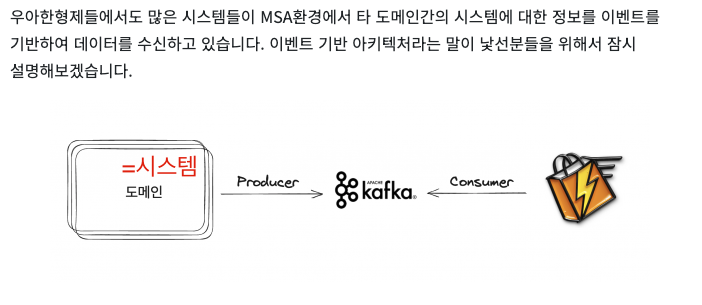 우아한형제들에서도 많은 시스템들이 MSA환경에서 타 도메인간의 시스템에 대한 정보를 이벤트를
기반하여 데이터를 수신하고 있습니다. 이벤트 기반 아키텍처라는 말이 낯선분들을 위해서 잠시
설명해보겠습니다.
=시스템
도메인
Producer
APACHE
kafka®
Consumer